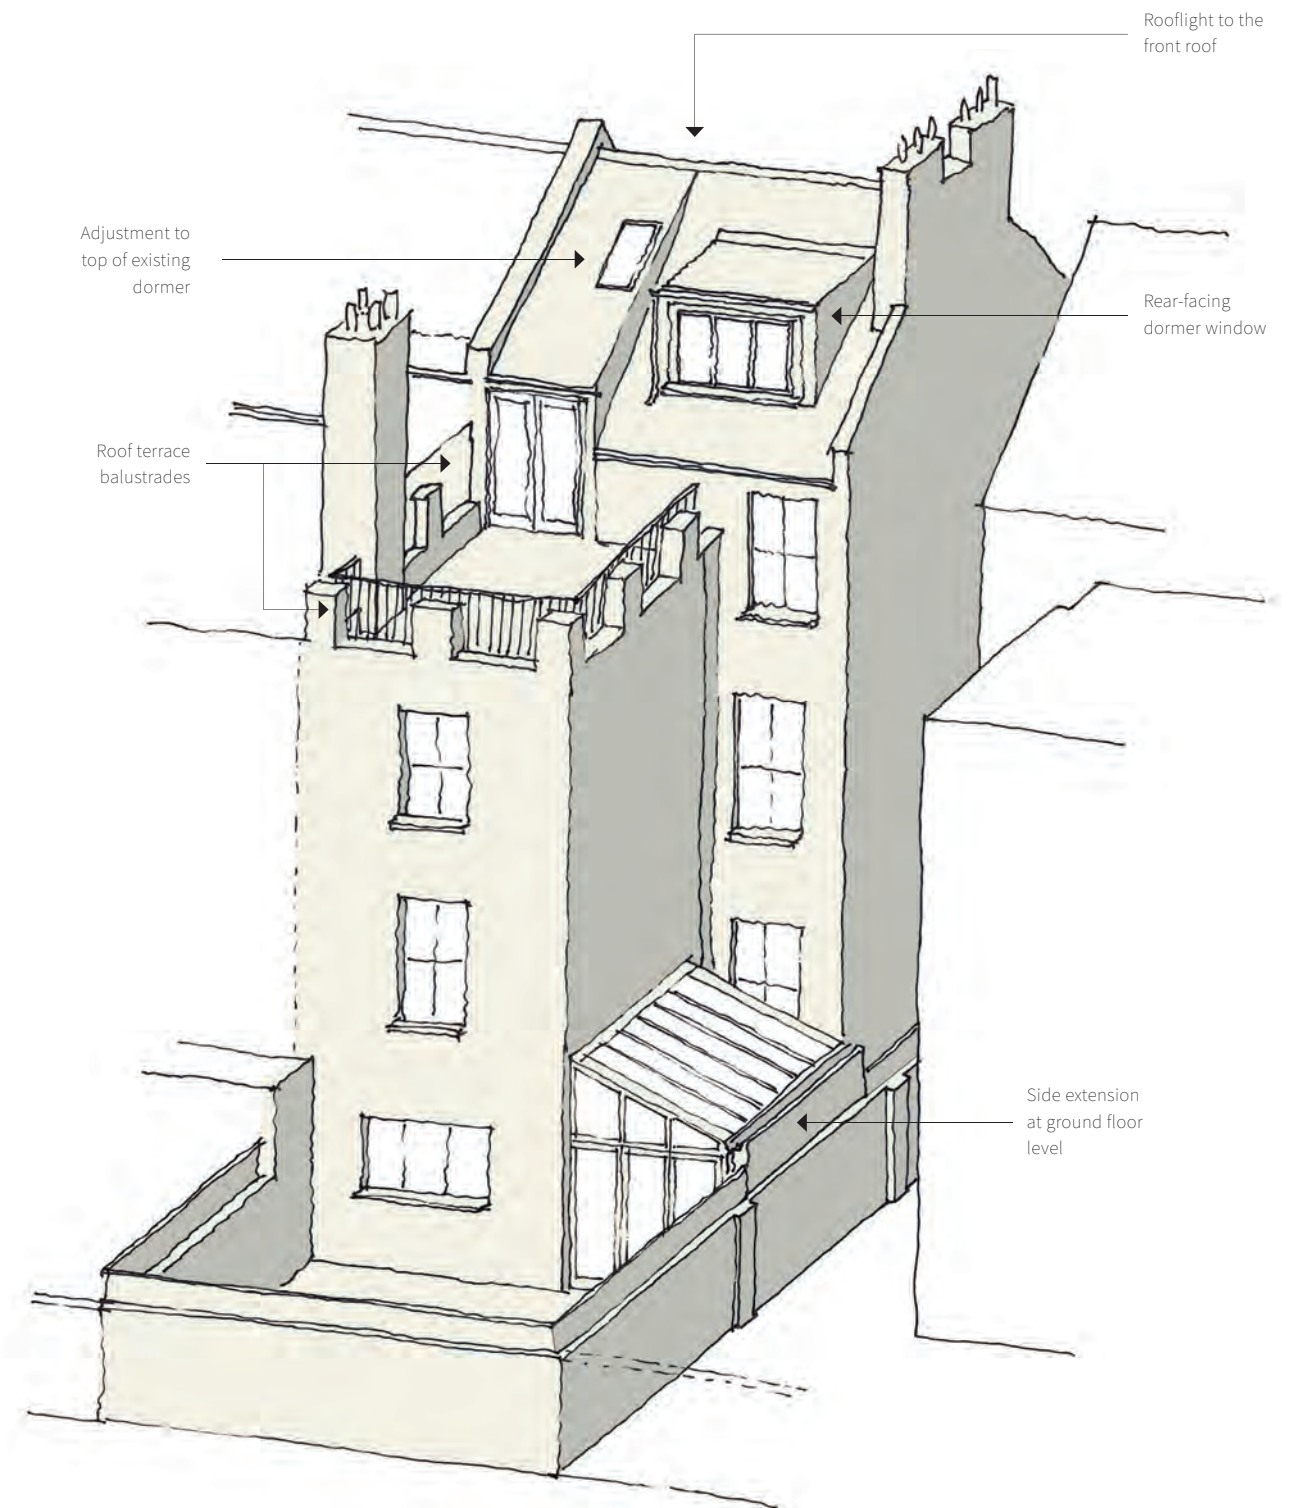 Rooflight to the
front roof
Adjustment to
top of existing
dormer
Rear-facing
dormer window
Roof terrace
balustrades
Side extension
at ground floor
level